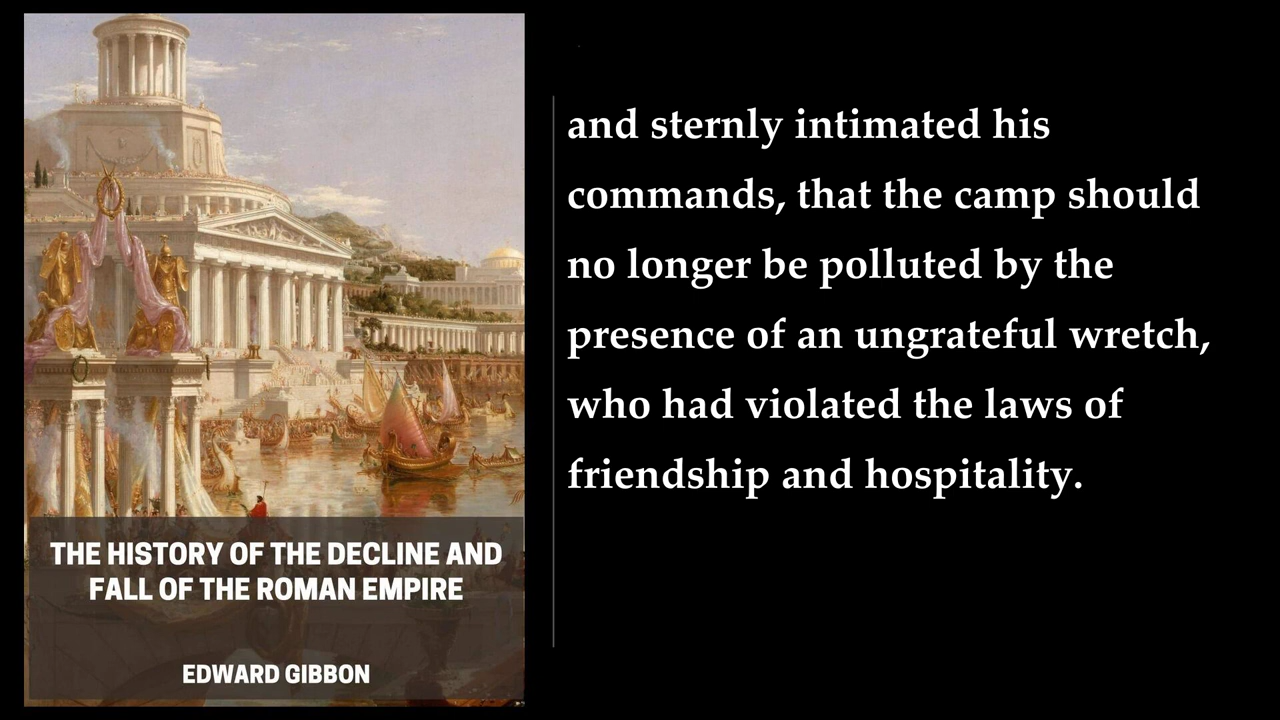 THE HISTORY OF THE DECLINE AND
FALL OF THE ROMAN EMPIRE
EDWARD GIBBON
and sternly intimated his
commands, that the camp should
no longer be polluted by the
presence of an ungrateful wretch,
who had violated the laws of
friendship and hospitality.